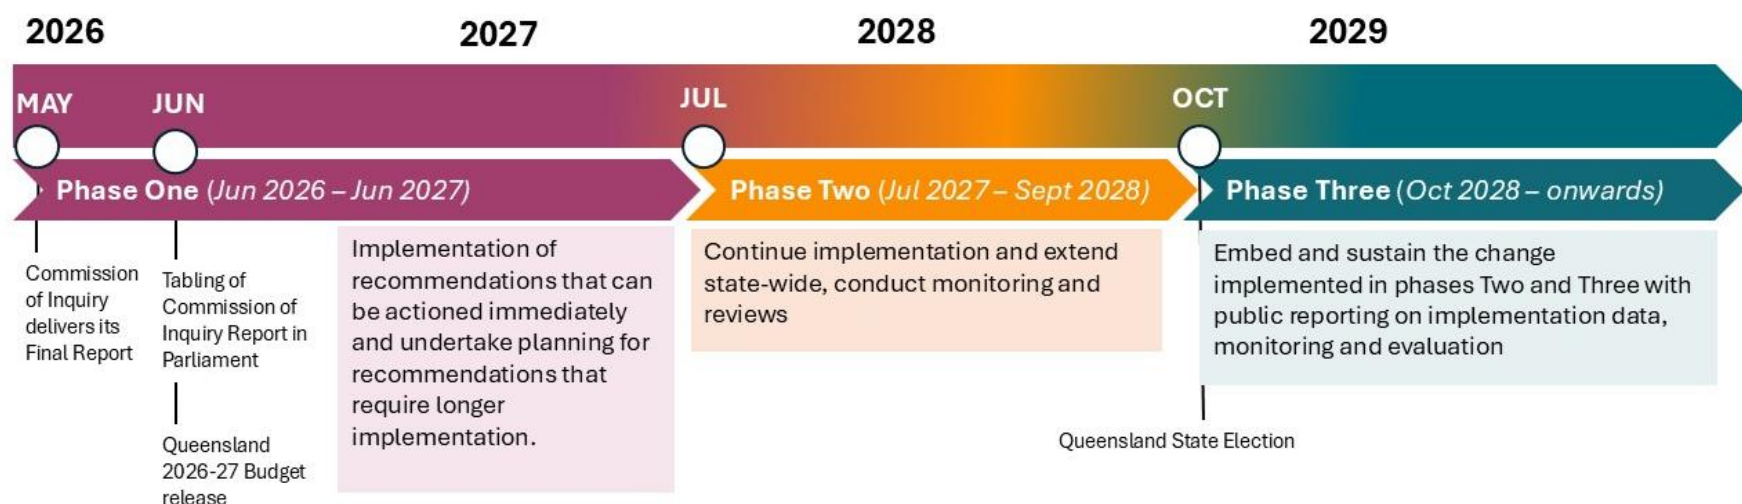 2026
2027
2028
2029
MAY
JUN
JUL
OCT
Phase One (Jun 2026 – Jun 2027)
Phase Two (Jul 2027 – Sept 2028)
Phase Three (Oct 2028 – onwards)
Commission
of Inquiry
delivers its
Final Report
Tabling of
Commission of
Inquiry Report in
Parliament
Queensland
2026-27 Budget
release
Implementation of
recommendations that can
be actioned immediately
and undertake planning for
recommendations that
require longer
implementation.
Continue implementation and extend
state-wide, conduct monitoring and
reviews
Embed and sustain the change
implemented in phases Two and Three with
public reporting on implementation data,
monitoring and evaluation
Queensland State Election